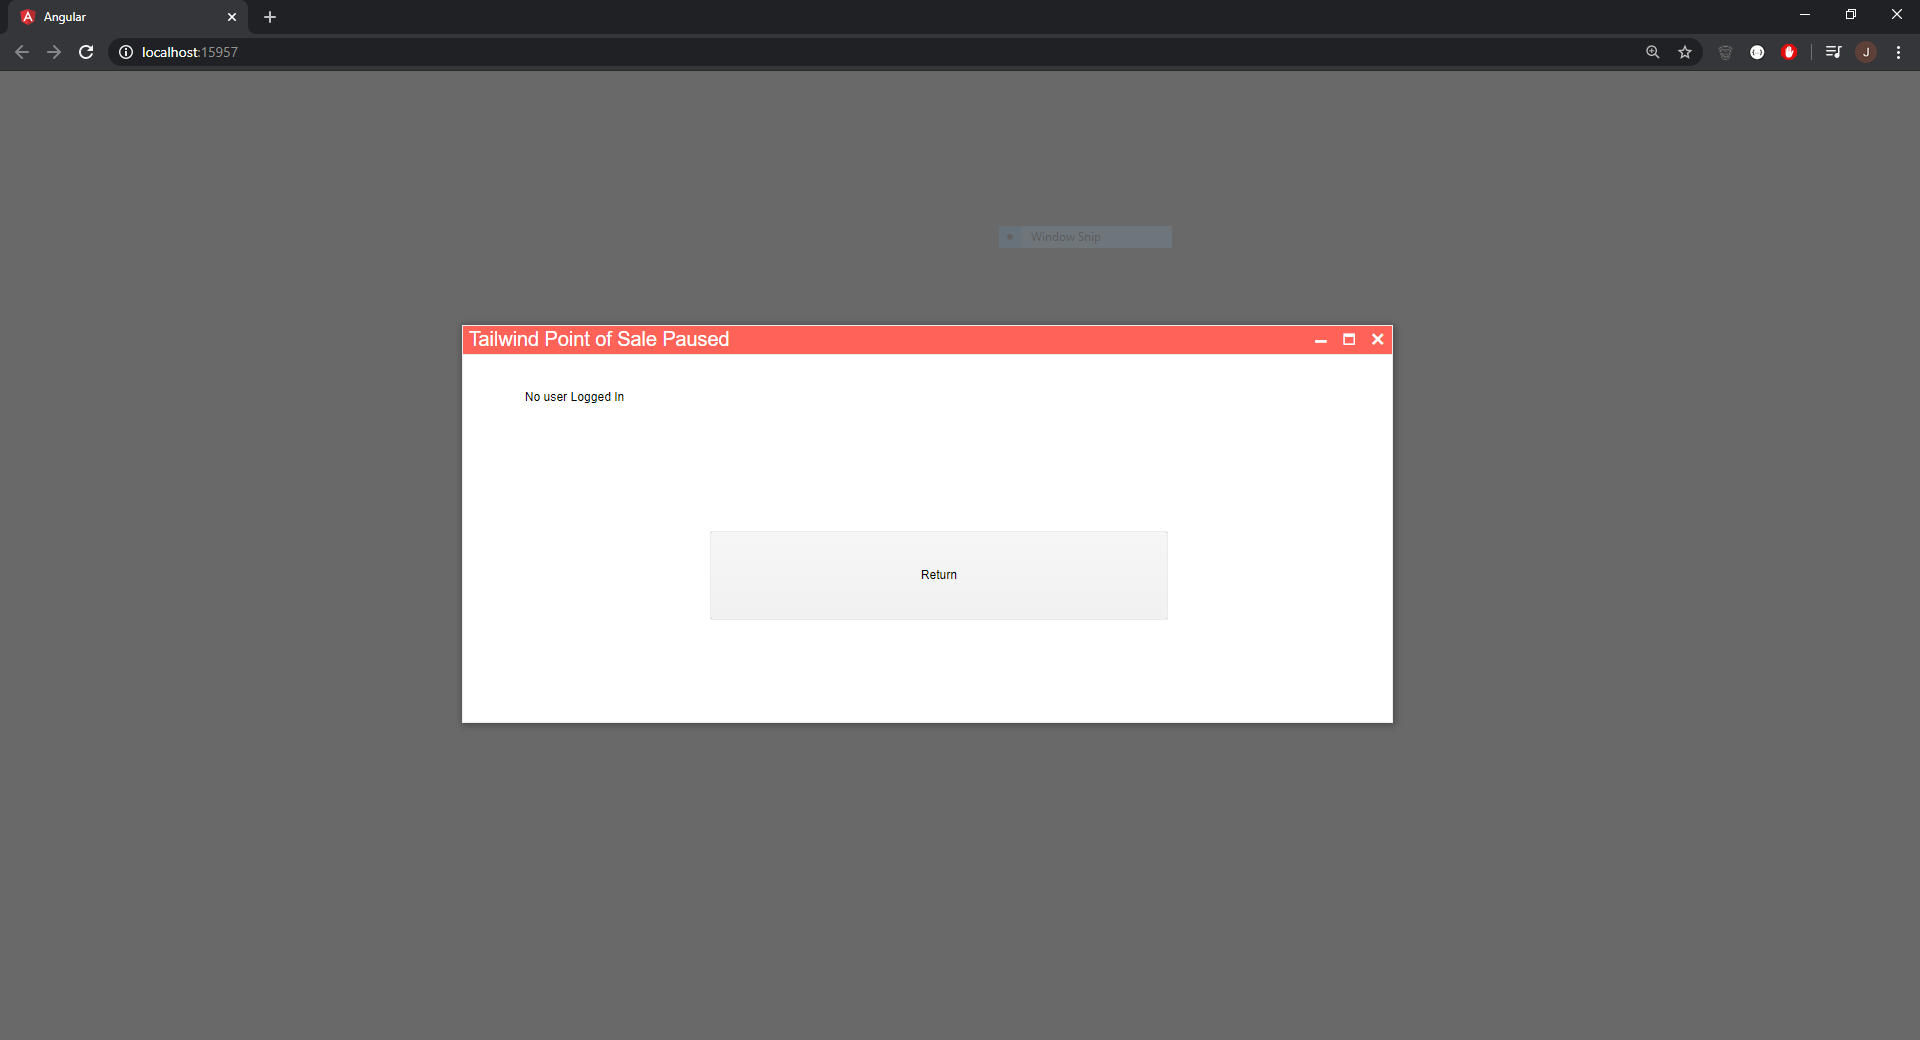 Angular
localhost:15957
J
Window Snip
Tailwind Point of Sale Paused
No user Logged In
Return